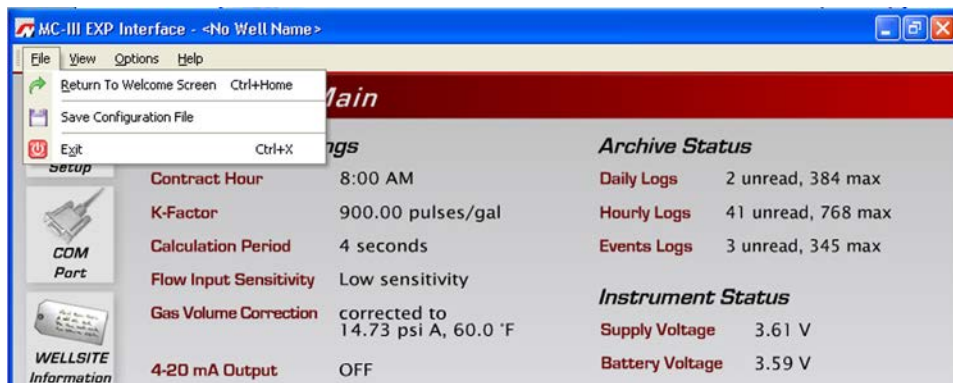 MC-III EXP Interface - <No Well Name>
File View Options Help
Return To Welcome Screen Ctrl+Home
Save Configuration File
Exit Ctrl+X
Main
ngs
Setup
COM
Port
WELLSITE
Information
Contract Hour 8:00 AM
K-Factor 900.00 pulses/gal
Calculation Period 4 seconds
Flow Input Sensitivity Low sensitivity
Gas Volume Correction corrected to
14.73 psi A, 60.0 °F
4-20 mA Output OFF
Archive Status
Daily Logs 2 unread, 384 max
Hourly Logs 41 unread, 768 max
Events Logs 3 unread, 345 max
Instrument Status
Supply Voltage 3.61 V
Battery Voltage 3.59 V